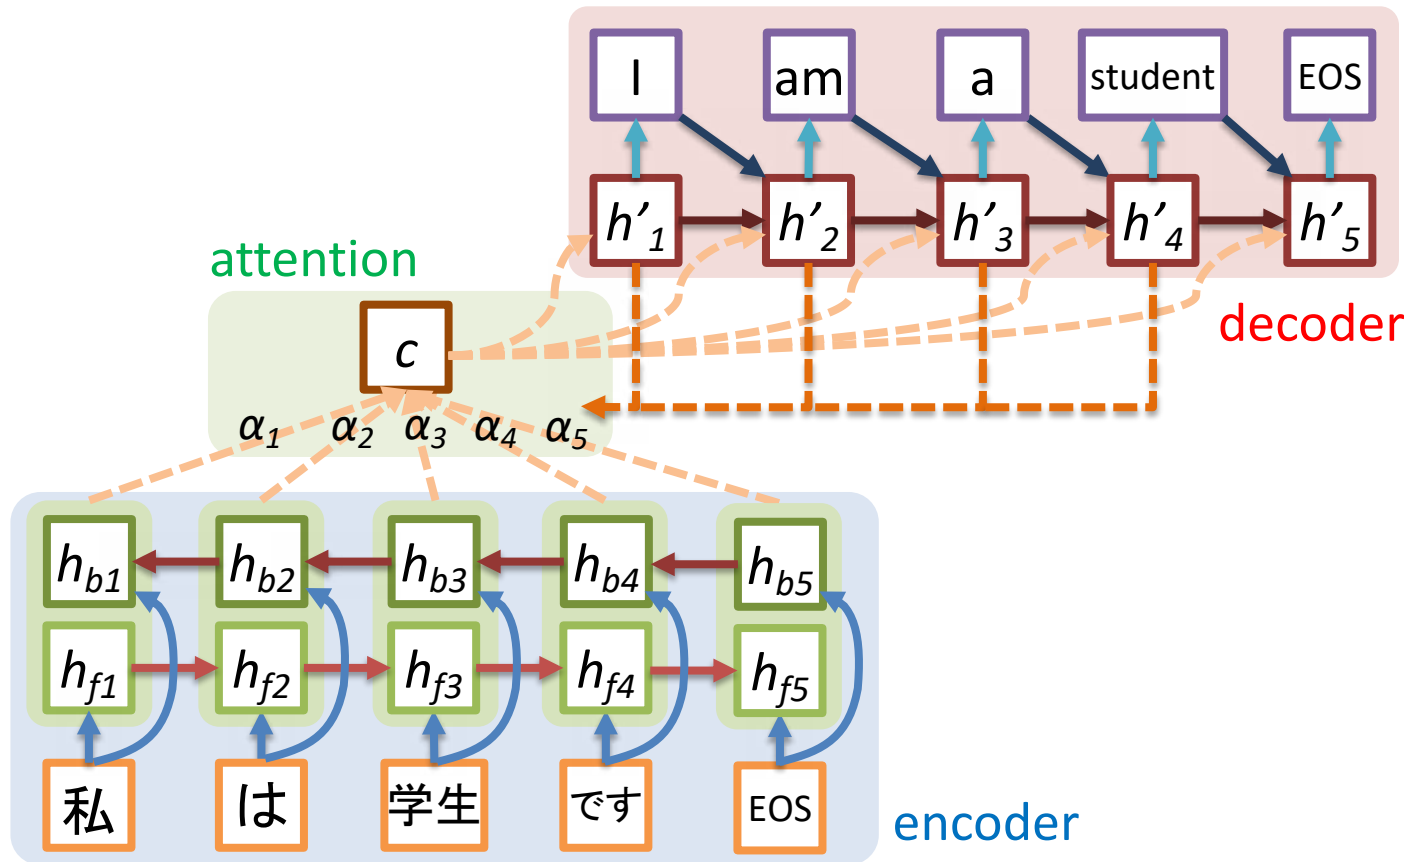 I am a student EOS
h’1 h’2 h’3 h’4 h’5
attention
decoder
c
α1 α2 α3 α4 α5
hb1 hb2 hb3 hb4 hb5
hf1 hf2 hf3 hf4 hf5
私 は 学生 です EOS
encoder